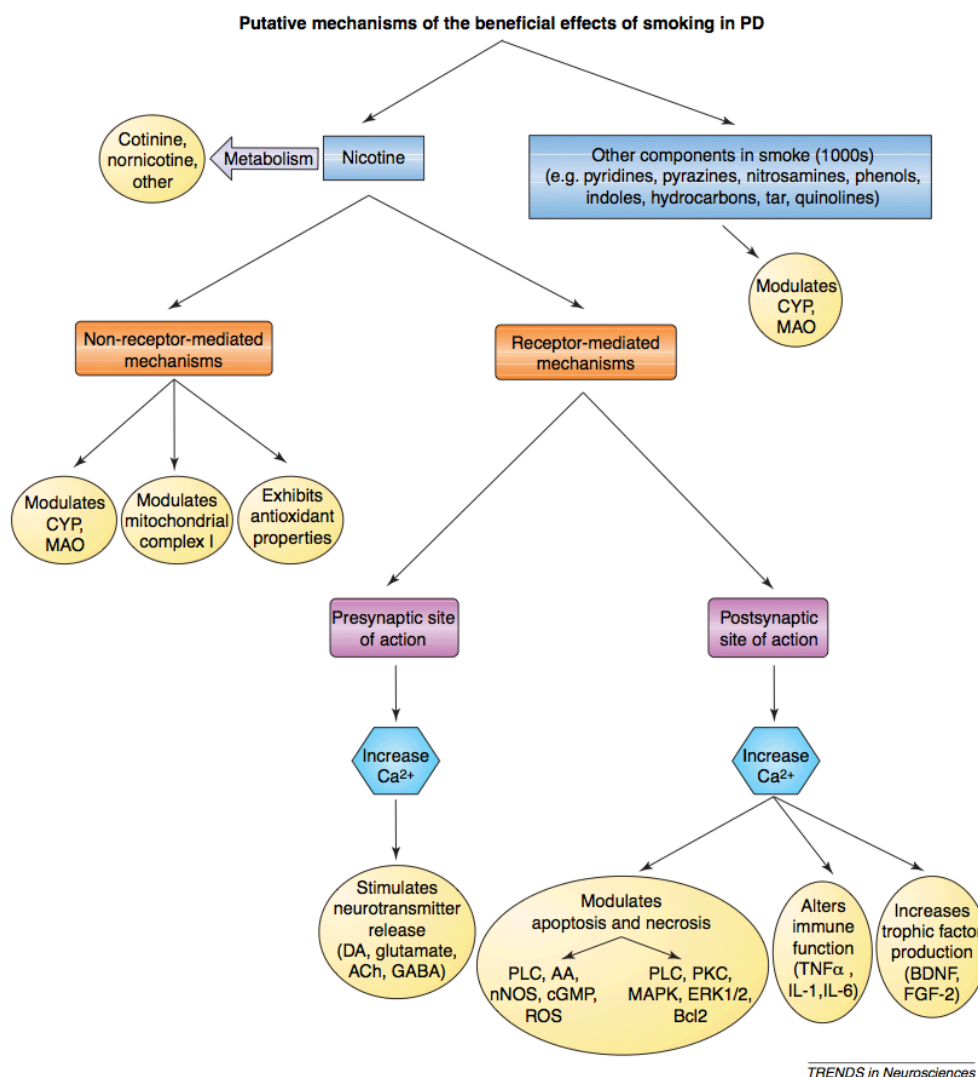 Putative mechanisms of the beneficial effects of smoking in PD
Cotinine,
nornicotine,
other
Metabolism
Nicotine
Other components in smoke (1000s)
(e.g. pyridines, pyrazines, nitrosamines, phenols,
indoles, hydrocarbons, tar, quinolines)
Modulates
CYP,
MAO
Non-receptor-mediated
mechanisms
Receptor-mediated
mechanisms
Modulates
CYP,
MAO
Modulates
mitochondrial
complex I
Exhibits
antioxidant
properties
Presynaptic site
of action
Postsynaptic
site of action
Increase
Ca2+
Increase
Ca2+
Stimulates
neurotransmitter
release
(DA, glutamate,
ACh, GABA)
Modulates
apoptosis and necrosis
PLC, AA,
nNOS, cGMP,
ROS
PLC, PKC,
MAPK, ERK1/2,
Bcl2
Alters
immune
function
(TNFα ,
IL-1,IL-6)
Increases
trophic factor
production
(BDNF,
FGF-2)
TRENDS in Neurosciences